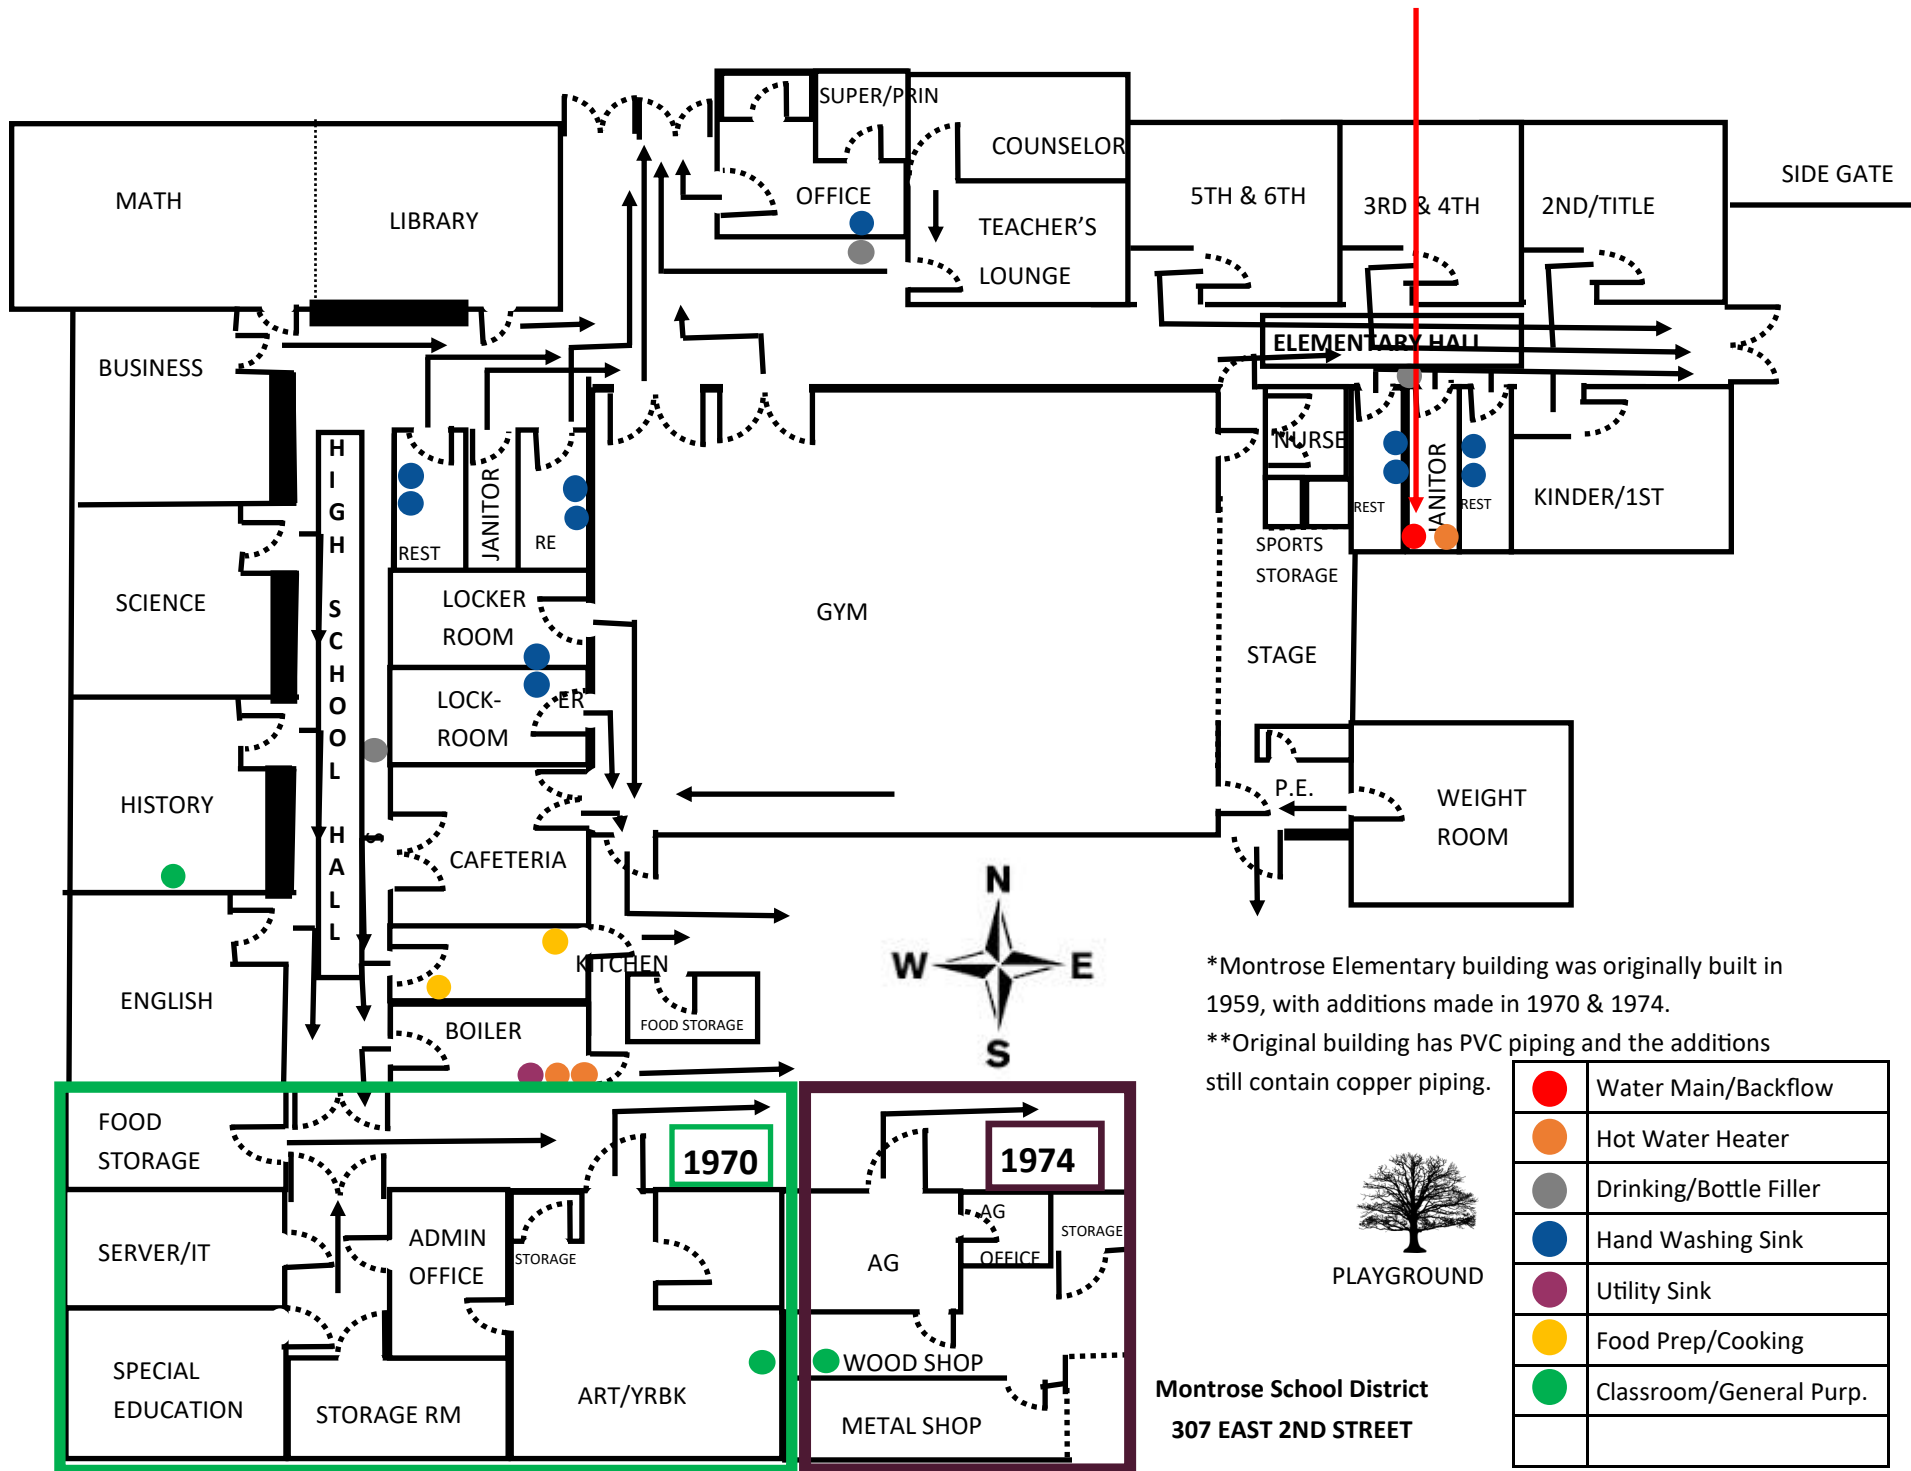 SUPER/PRIN
COUNSELOR
MATH
LIBRARY
OFFICE
TEACHER'S
LOUNGE
5TH & 6TH
3RD & 4TH
2ND/TITLE
SIDE GATE
ELEMENTARY HALL
BUSINESS
HIGH SCHOOL HALL
REST
JANITOR
RE
NURSE
REST
JANITOR
REST
KINDER/1ST
SPORTS
STORAGE
SCIENCE
LOCKER
ROOM
GYM
STAGE
LOCK-
ER
ROOM
HISTORY
CAFETERIA
P.E.
WEIGHT
ROOM
N
W
E
S
KITCHEN
ENGLISH
FOOD STORAGE
BOILER
*Montrose Elementary building was originally built in
1959, with additions made in 1970 & 1974.
**Original building has PVC piping and the additions
still contain copper piping.
Water Main/Backflow
Hot Water Heater
Drinking/Bottle Filler
Hand Washing Sink
Utility Sink
Food Prep/Cooking
Classroom/General Purp.
FOOD
STORAGE
1970
1974
SERVER/IT
ADMIN
OFFICE
STORAGE
AG
AG
OFFICE
STORAGE
PLAYGROUND
SPECIAL
EDUCATION
STORAGE RM
ART/YRBK
WOOD SHOP
METAL SHOP
Montrose School District
307 EAST 2ND STREET